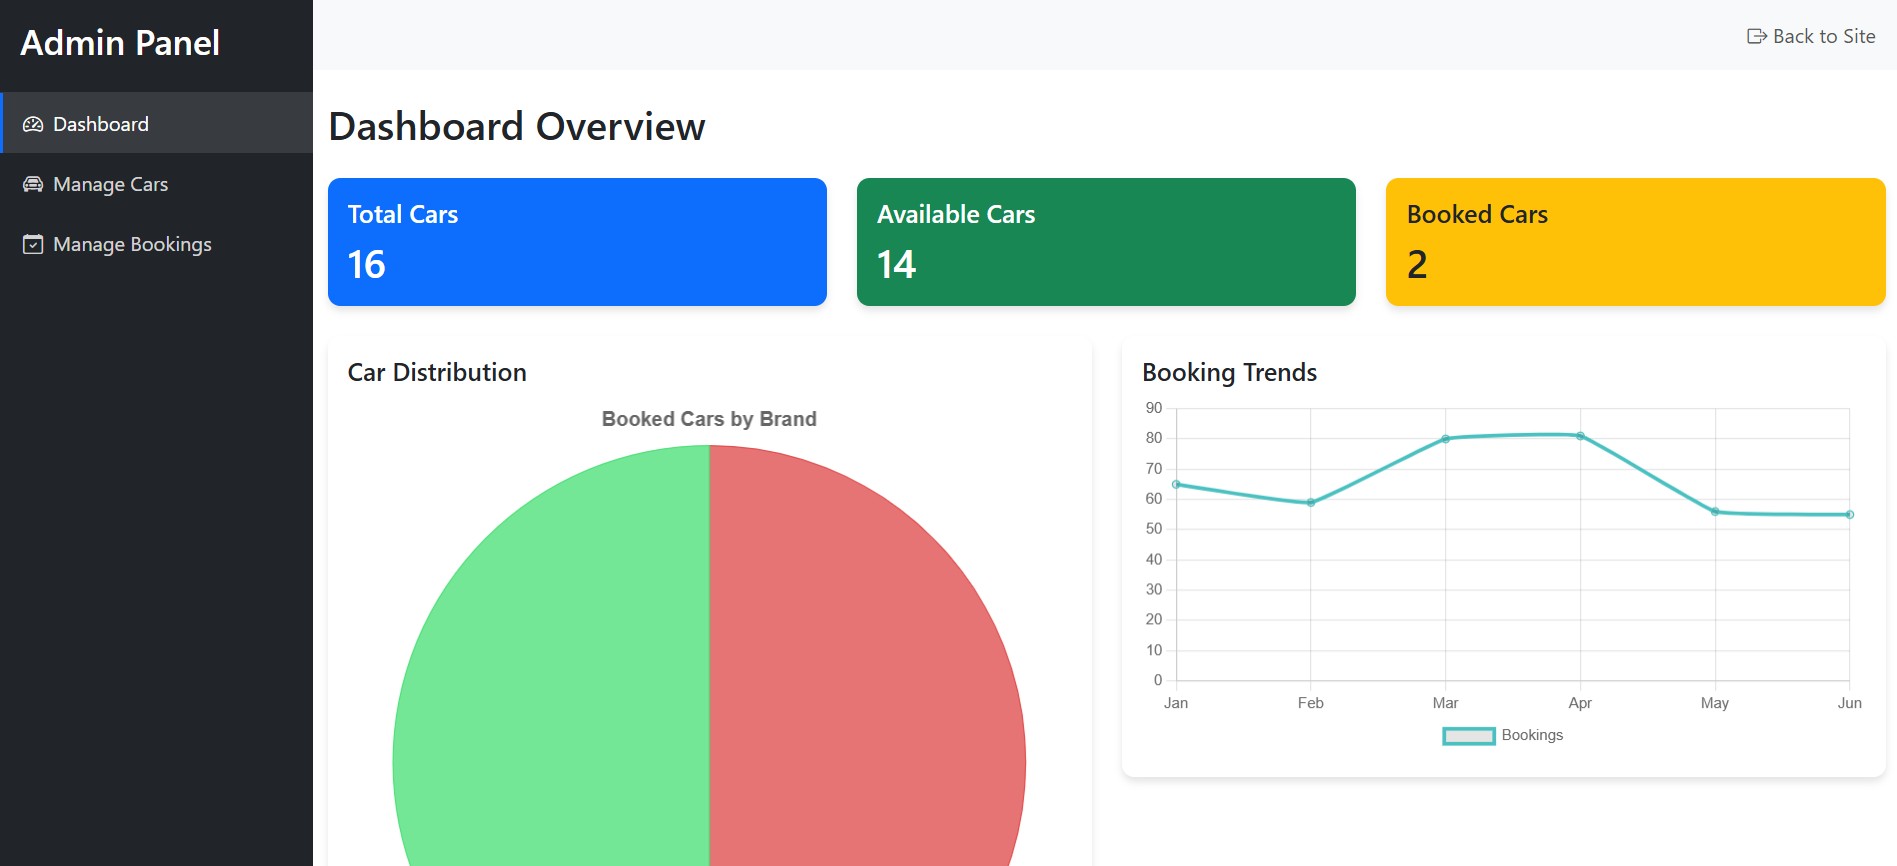 Admin Panel
Dashboard
Manage Cars
Manage Bookings
Back to Site
Dashboard Overview
Total Cars
16
Available Cars
14
Booked Cars
2
Car Distribution
Booked Cars by Brand
Booking Trends
90
80
70
60
50
40
30
20
10
0
Jan Feb Mar Apr May Jun
Bookings